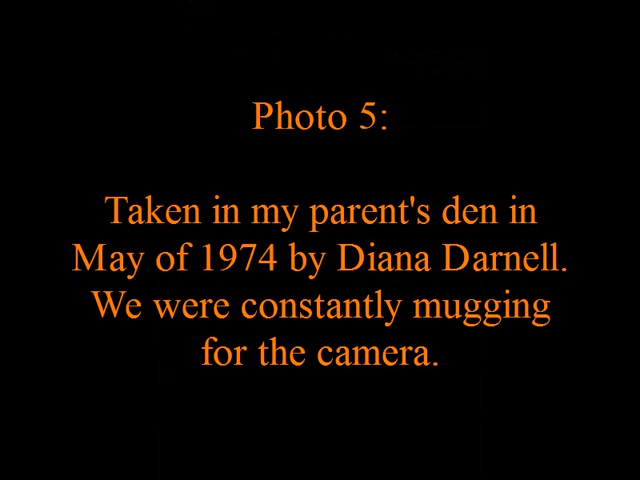 Photo 5:
Taken in my parent's den in
May of 1974 by Diana Darnell.
We were constantly mugging
for the camera.